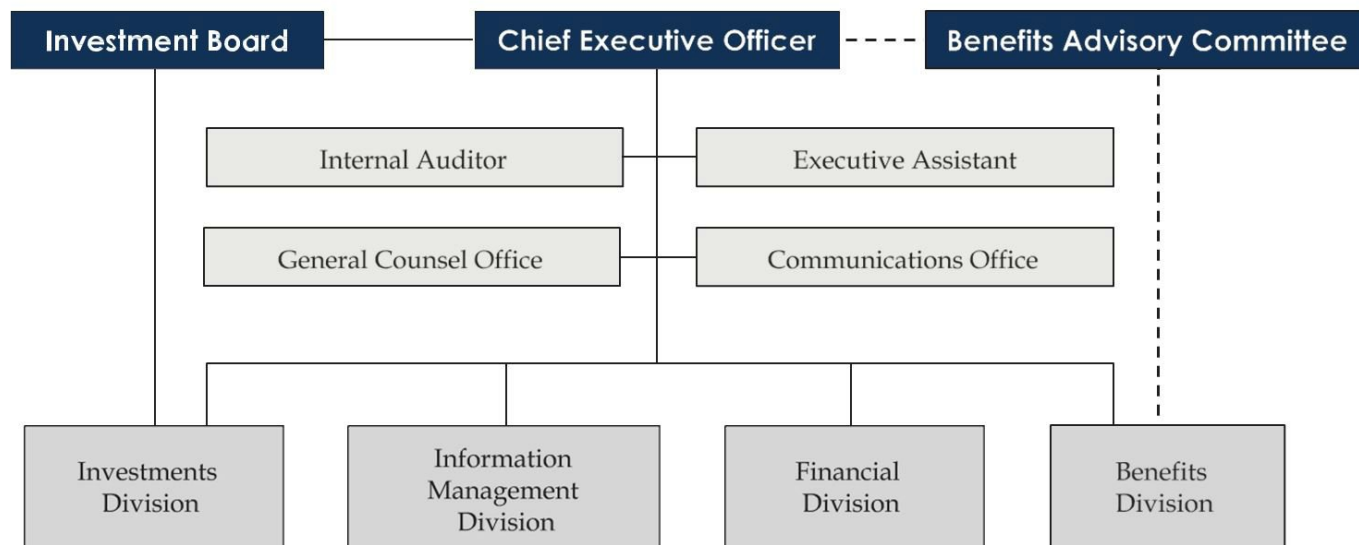 Investment Board
Chief Executive Officer
Benefits Advisory Committee
Internal Auditor
Executive Assistant
General Counsel Office
Communications Office
Investments
Division
Information
Management
Division
Financial
Division
Benefits
Division